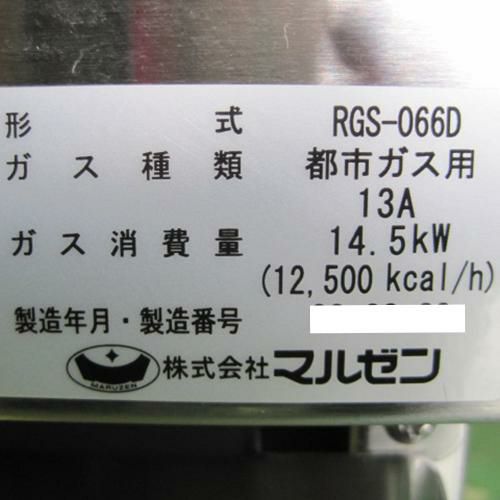 形式 RGS-066D
ガス種類 都市ガス用
13A
ガス消費量 14.5kW
(12,500 kcal/h)
製造年月・製造番号
MARUZEN 株式会社 マルゼン